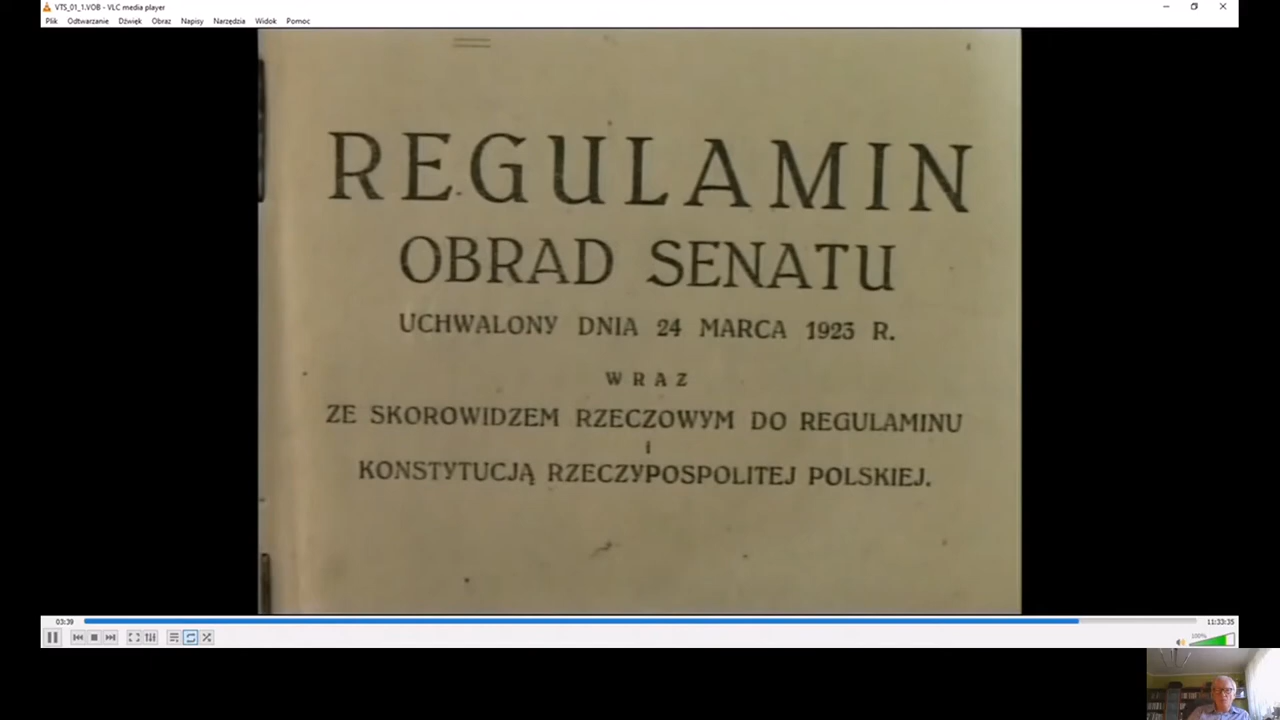 VTS_01_1.VOB - VLC media player
Plik Odtwarzanie Dźwięk Obraz Napisy Narzędzia Widok Pomoc
REGULAMIN
OBRAD SENATU
UCHWALONY DNIA 24 MARCA 1923 R.
WRAZ
ZE SKOROWIDZEM RZECZOWYM DO REGULAMINU
i
KONSTYTUCJĄ RZECZYPOSPOLITEJ POLSKIEJ.
03:39 11:33:35
100%